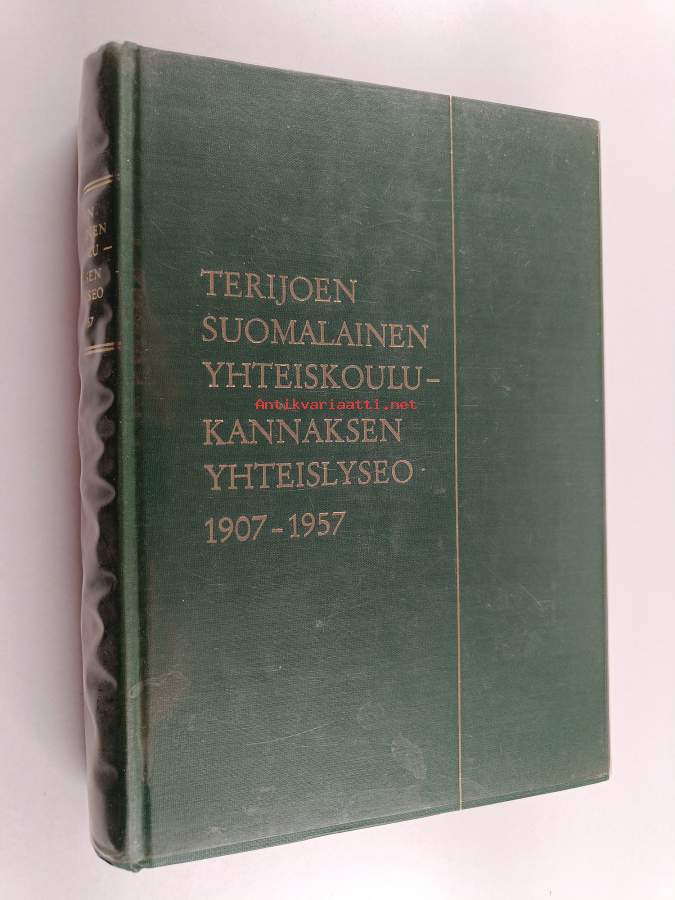 TERIJOEN
SUOMALAINEN
YHTEISKOULU –
KANNAKSEN
YHTEISLYSEO
1907 – 1957
Antikvariaatti.net